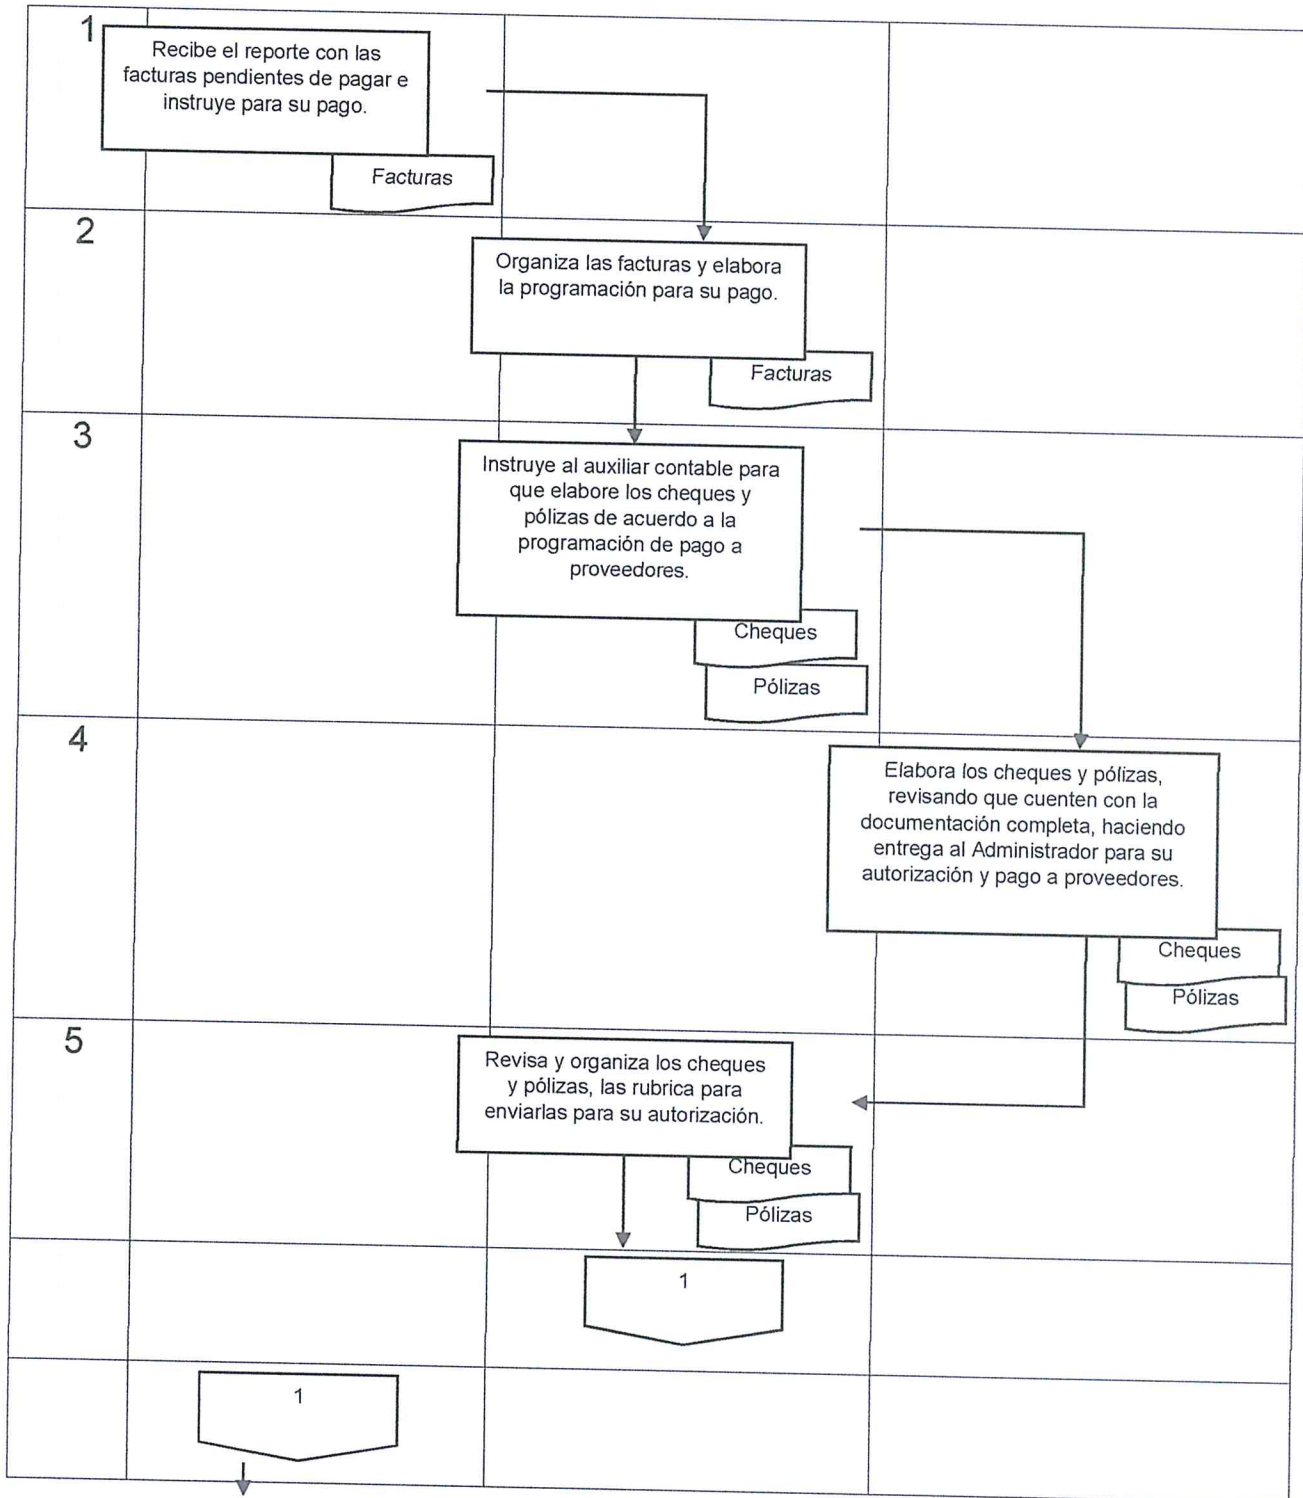 1
Recibe el reporte con las
facturas pendientes de pagar e
instruye para su pago.
Facturas
2
Organiza las facturas y elabora
la programación para su pago.
Facturas
3
Instruye al auxiliar contable para
que elabore los cheques y
pólizas de acuerdo a la
programación de pago a
proveedores.
Cheques
Pólizas
4
Elabora los cheques y pólizas,
revisando que cuenten con la
documentación completa, haciendo
entrega al Administrador para su
autorización y pago a proveedores.
Cheques
Pólizas
5
Revisa y organiza los cheques
y pólizas, las rubrica para
enviarlas para su autorización.
Cheques
Pólizas
1
1